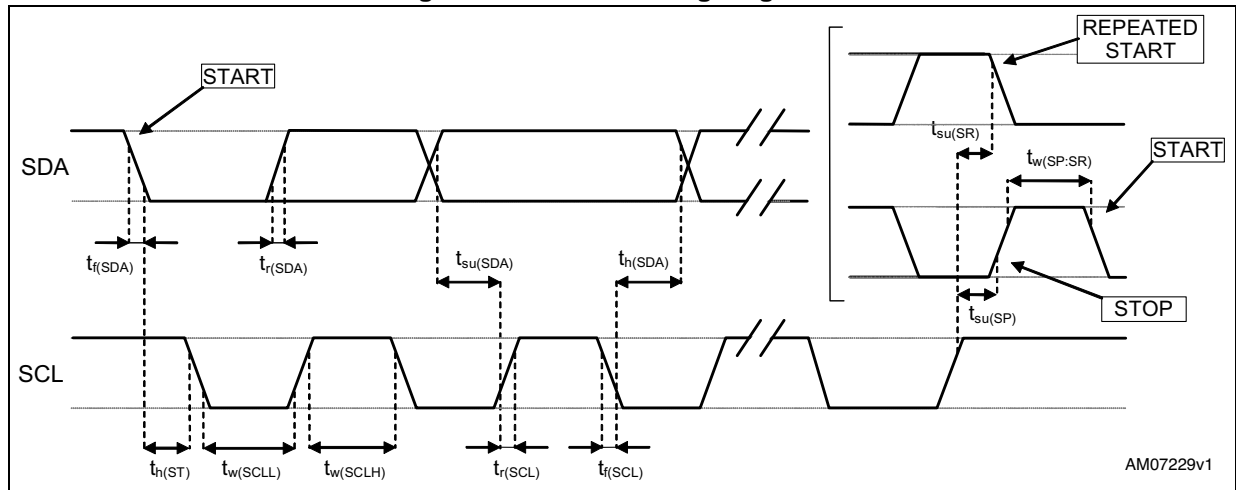 REPEATED
START
START
SDA
t_su(SR)
t_w(SP:SR)
START
t_f(SDA)
t_r(SDA)
t_su(SDA)
t_h(SDA)
t_su(SP)
STOP
SCL
t_h(ST)
t_w(SCLL)
t_w(SCLH)
t_r(SCL)
t_f(SCL)
AM07229v1